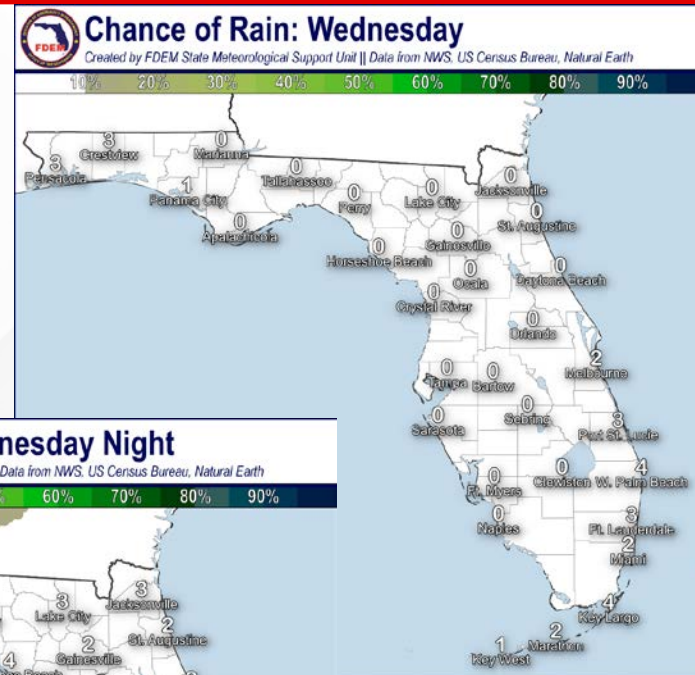 Chance of Rain: Wednesday
Created by FDEM State Meteorological Support Unit || Data from NWS, US Census Bureau, Natural Earth
FDEM
10% 20% 30% 40% 50% 60% 70% 80% 90%
3
Crestview
0
Marianna
3
Pensacola
1
Panama City
0
Tallahassee
0
Perry
0
Lake City
0
Jacksonville
0
Apalachicola
0
St. Augustine
0
Horseshoe Beach
0
Gainesville
0
Ocala
0
Daytona Beach
0
Crystal River
0
Orlando
2
Melbourne
0
Tampa
0
Bartow
0
Sarasota
0
Sebring
3
Port St. Lucie
0
Ft. Myers
0
Clewiston
4
W. Palm Beach
0
Naples
3
Ft. Lauderdale
2
Miami
4
Key Largo
2
Marathon
1
Key West
nesday Night
Data from NWS, US Census Bureau, Natural Earth
60% 70% 80% 90%
3
Lake City
3
Jacksonville
2
St. Augustine
2
Gainesville
4